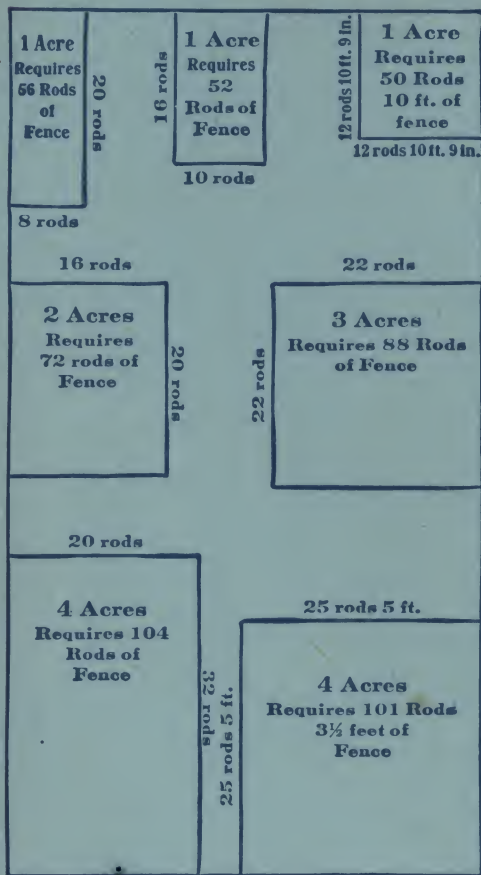 1 Acre
Requires
56 Rods
of
Fence
20 rods
8 rods
16 rods
1 Acre
Requires
52
Rods of
Fence
10 rods
12 rods 10 ft. 9 in.
1 Acre
Requires
50 Rods
10 ft. of
fence
12 rods 10 ft. 9 in.
16 rods
2 Acres
Requires
72 rods of
Fence
20 rods
22 rods
22 rods
3 Acres
Requires 88 Rods
of Fence
20 rods
4 Acres
Requires 104
Rods of
Fence
32 rods
25 rods 5 ft.
25 rods 5 ft.
4 Acres
Requires 101 Rods
3½ feet of
Fence